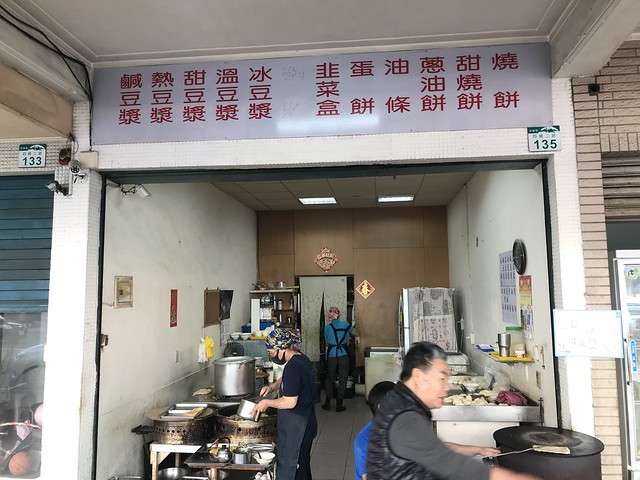 燒餅
甜燒餅
蔥油餅
油條
蛋餅
韭菜盒
冰豆漿
溫豆漿
甜豆漿
熱豆漿
鹹豆漿
135
133